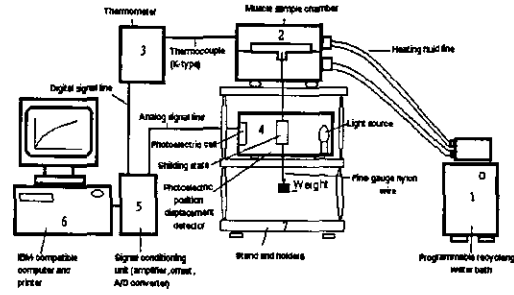 Thermometer
Muscle sample chamber
3
2
Thermocouple
(K-type)
Heating fluid line
Digital signal line
Analog signal line
4
Light source
Photoelectric cell
Photoelectric
position
displacement
detector
Weight
Fine gauge nylon
wire
1
5
6
7
IBM compatible
computer and
printer
Signal conditioning
unit (amplifier, offset,
A/D converter)
Stand and holders
Programmable recycling
water bath